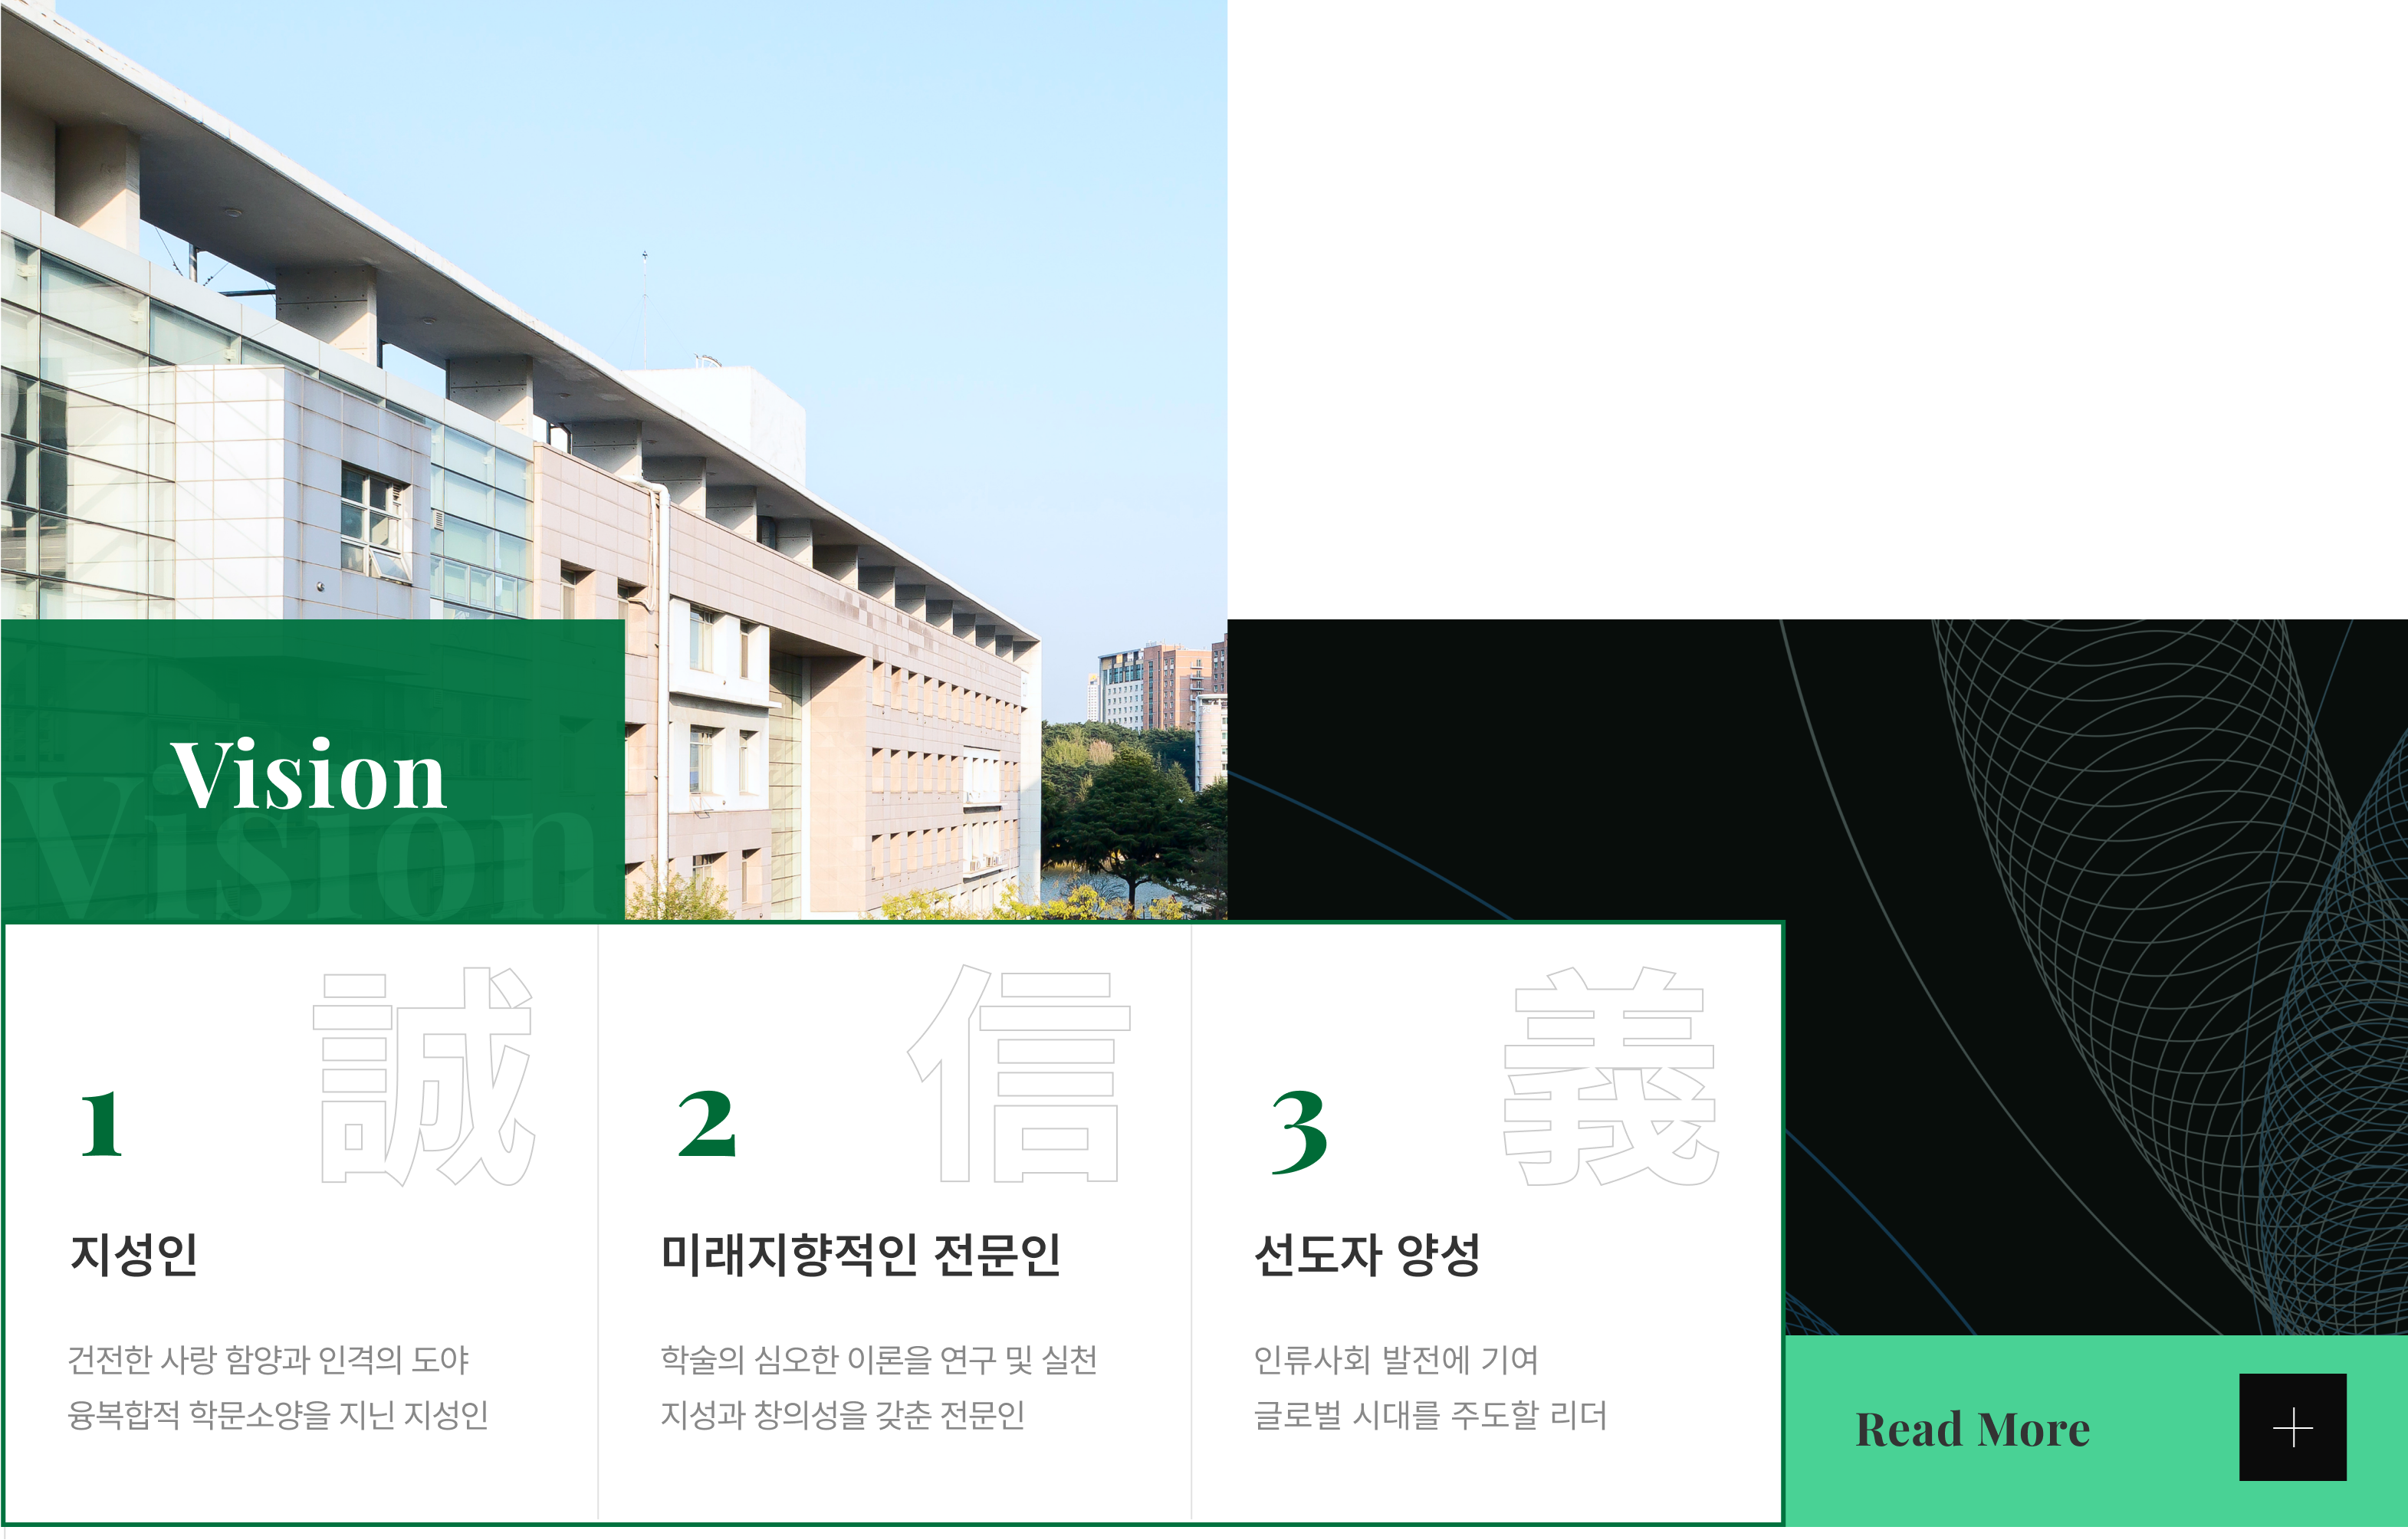 Vision
Vision
誠
1
지성인
건전한 사랑 함양과 인격의 도야
융복합적 학문소양을 지닌 지성인
信
2
미래지향적인 전문인
학술의 심오한 이론을 연구 및 실천
지성과 창의성을 갖춘 전문인
義
3
선도자 양성
인류사회 발전에 기여
글로벌 시대를 주도할 리더
Read More